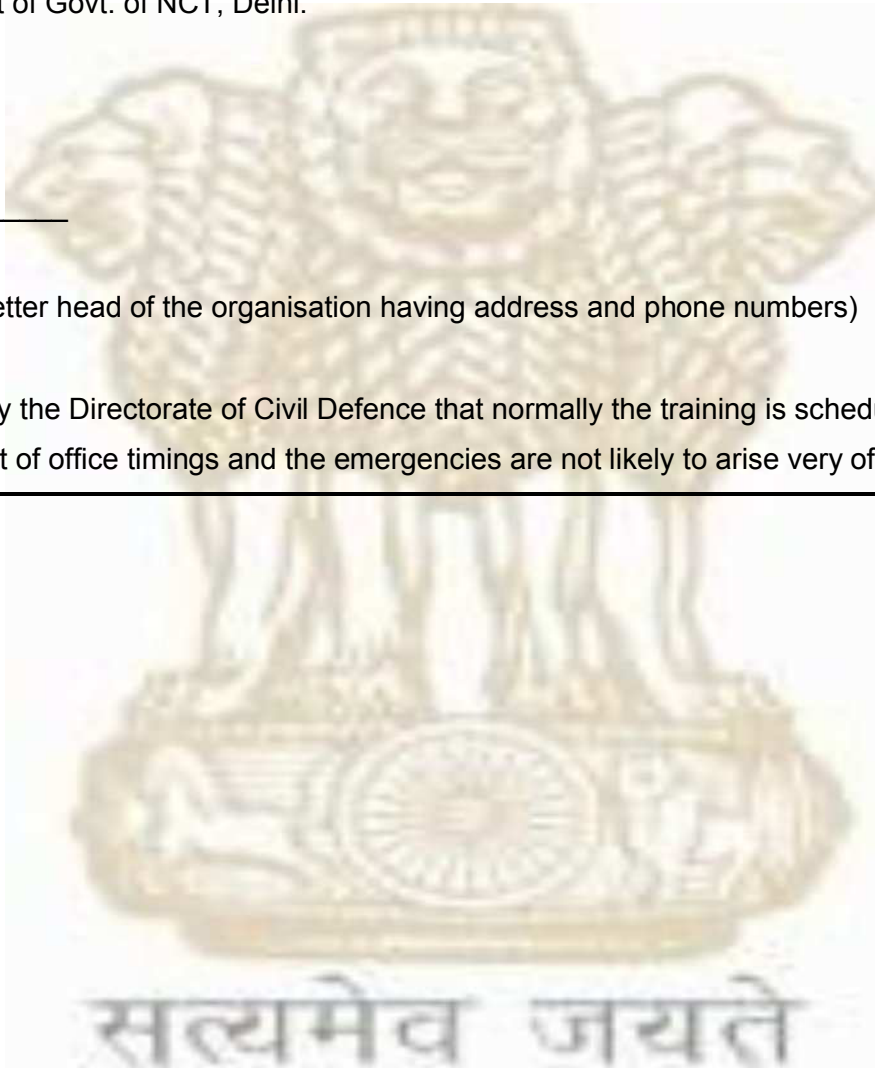 t of Govt. of NCT, Delhi.
etter head of the organisation having address and phone numbers)
y the Directorate of Civil Defence that normally the training is schedu
t of office timings and the emergencies are not likely to arise very of
सत्यमेव जयते